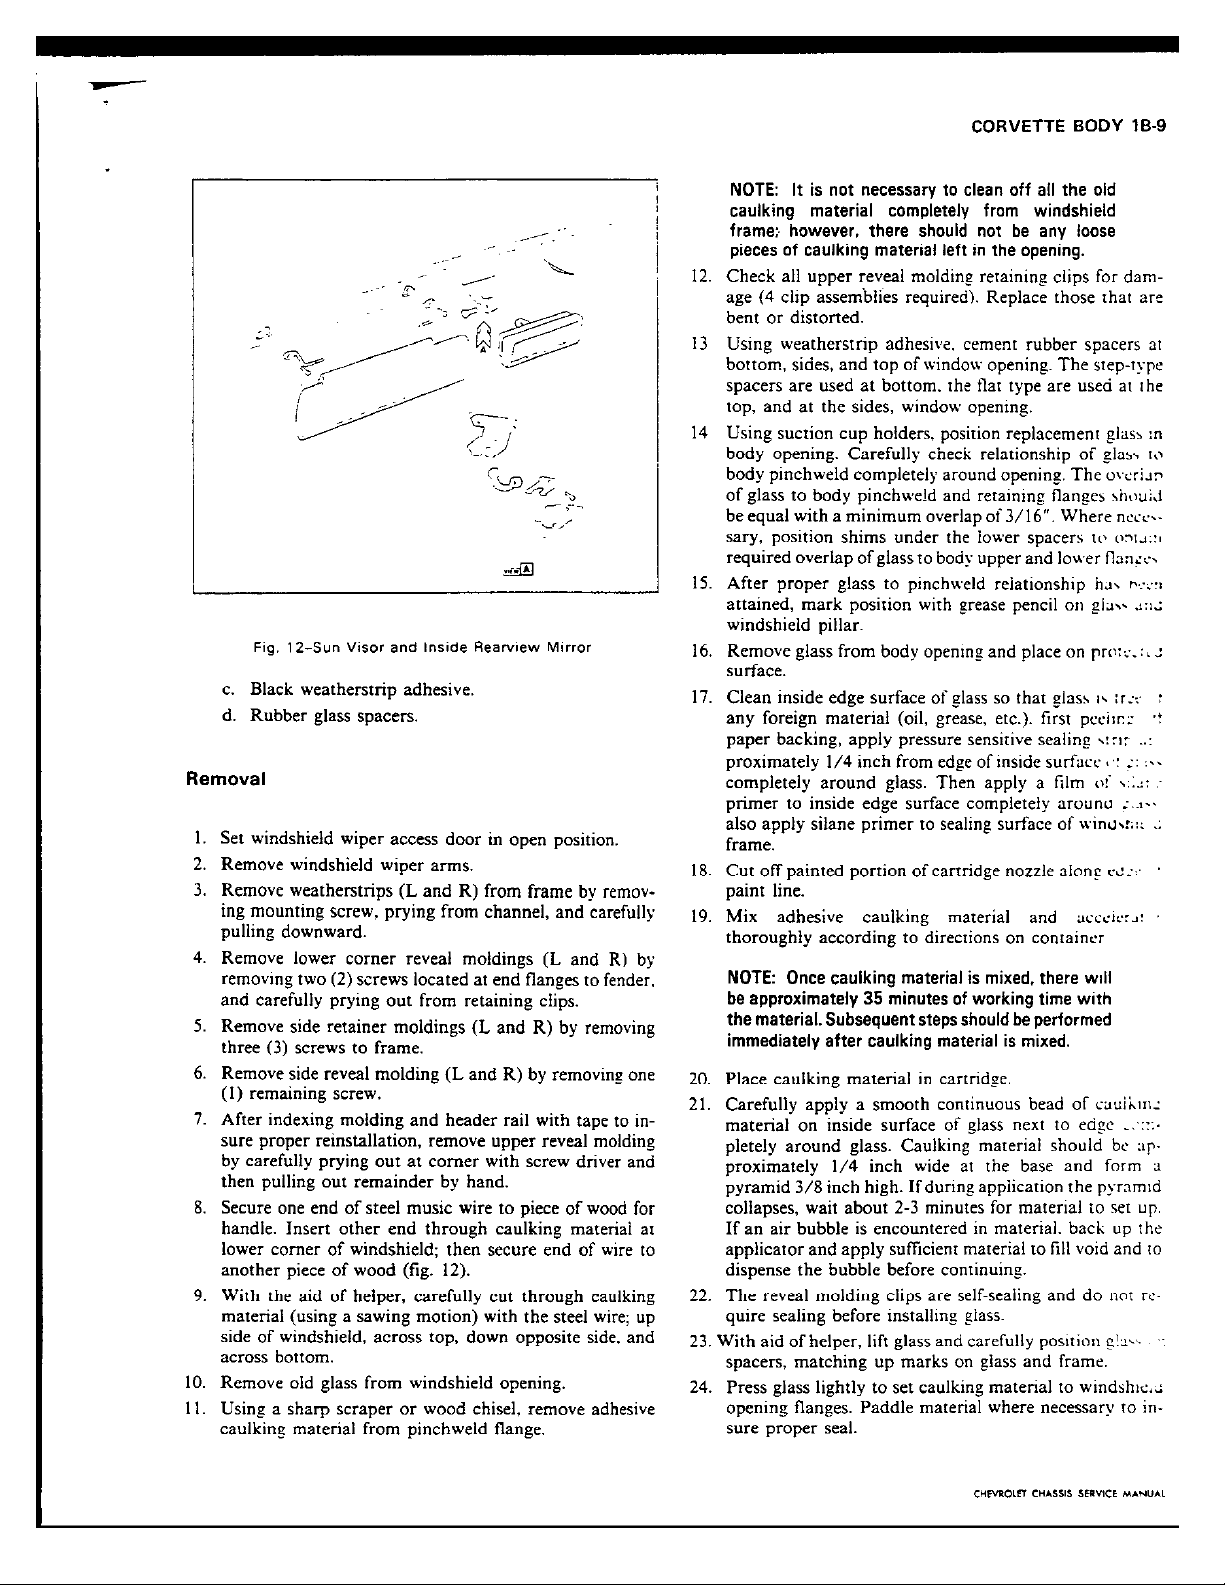 CORVETTE BODY 1B-9
VIEW A
Fig. 12–Sun Visor and Inside Rearview Mirror
c. Black weatherstrip adhesive.
d. Rubber glass spacers.
Removal
1. Set windshield wiper access door in open position.
2. Remove windshield wiper arms.
3. Remove weatherstrips (L and R) from frame by remov-
ing mounting screw, prying from channel, and carefully
pulling downward.
4. Remove lower corner reveal moldings (L and R) by
removing two (2) screws located at end flanges to fender,
and carefully prying out from retaining clips.
5. Remove side retainer moldings (L and R) by removing
three (3) screws to frame.
6. Remove side reveal molding (L and R) by removing one
(1) remaining screw.
7. After indexing molding and header rail with tape to in-
sure proper reinstallation, remove upper reveal molding
by carefully prying out at corner with screw driver and
then pulling out remainder by hand.
8. Secure one end of steel music wire to piece of wood for
handle. Insert other end through caulking material at
lower corner of windshield; then secure end of wire to
another piece of wood (fig. 12).
9. With the aid of helper, carefully cut through caulking
material (using a sawing motion) with the steel wire; up
side of windshield, across top, down opposite side, and
across bottom.
10. Remove old glass from windshield opening.
11. Using a sharp scraper or wood chisel, remove adhesive
caulking material from pinchweld flange.
NOTE: It is not necessary to clean off all the old
caulking material completely from windshield
frame; however, there should not be any loose
pieces of caulking material left in the opening.
12. Check all upper reveal molding retaining clips for dam-
age (4 clip assemblies required). Replace those that are
bent or distorted.
13 Using weatherstrip adhesive, cement rubber spacers at
bottom, sides, and top of window opening. The step-type
spacers are used at bottom, the flat type are used at the
top, and at the sides, window opening.
14 Using suction cup holders, position replacement glass in
body opening. Carefully check relationship of glass to
body pinchweld completely around opening. The overlap
of glass to body pinchweld and retaining flanges should
be equal with a minimum overlap of 3/16". Where neces-
sary, position shims under the lower spacers to obtain
required overlap of glass to body upper and lower flanges
15. After proper glass to pinchweld relationship has been
attained, mark position with grease pencil on glass and
windshield pillar.
16. Remove glass from body opening and place on
surface.
17. Clean inside edge surface of glass so that glass is
any foreign material (oil, grease, etc.). first peeling
paper backing, apply pressure sensitive sealing strip
proximately 1/4 inch from edge of inside surface
completely around glass. Then apply a film of
primer to inside edge surface completely around
also apply silane primer to sealing surface of
frame.
18. Cut off painted portion of cartridge nozzle along
paint line.
19. Mix adhesive caulking material and
thoroughly according to directions on container
NOTE: Once caulking material is mixed, there will
be approximately 35 minutes of working time with
the material. Subsequent steps should be performed
immediately after caulking material is mixed.
20. Place caulking material in cartridge.
21. Carefully apply a smooth continuous bead of caulking
material on inside surface of glass next to edge
pletely around glass. Caulking material should be ap-
proximately 1/4 inch wide at the base and form a
pyramid 3/8 inch high. If during application the pyramid
collapses, wait about 2-3 minutes for material to set up.
If an air bubble is encountered in material, back up the
applicator and apply sufficient material to fill void and to
dispense the bubble before continuing.
22. The reveal molding clips are self-sealing and do not re-
quire sealing before installing glass.
23. With aid of helper, lift glass and carefully position
spacers, matching up marks on glass and frame.
24. Press glass lightly to set caulking material to
opening flanges. Paddle material where necessary to in-
sure proper seal.
CHEVROLET CHASSIS SERVICE MANUAL